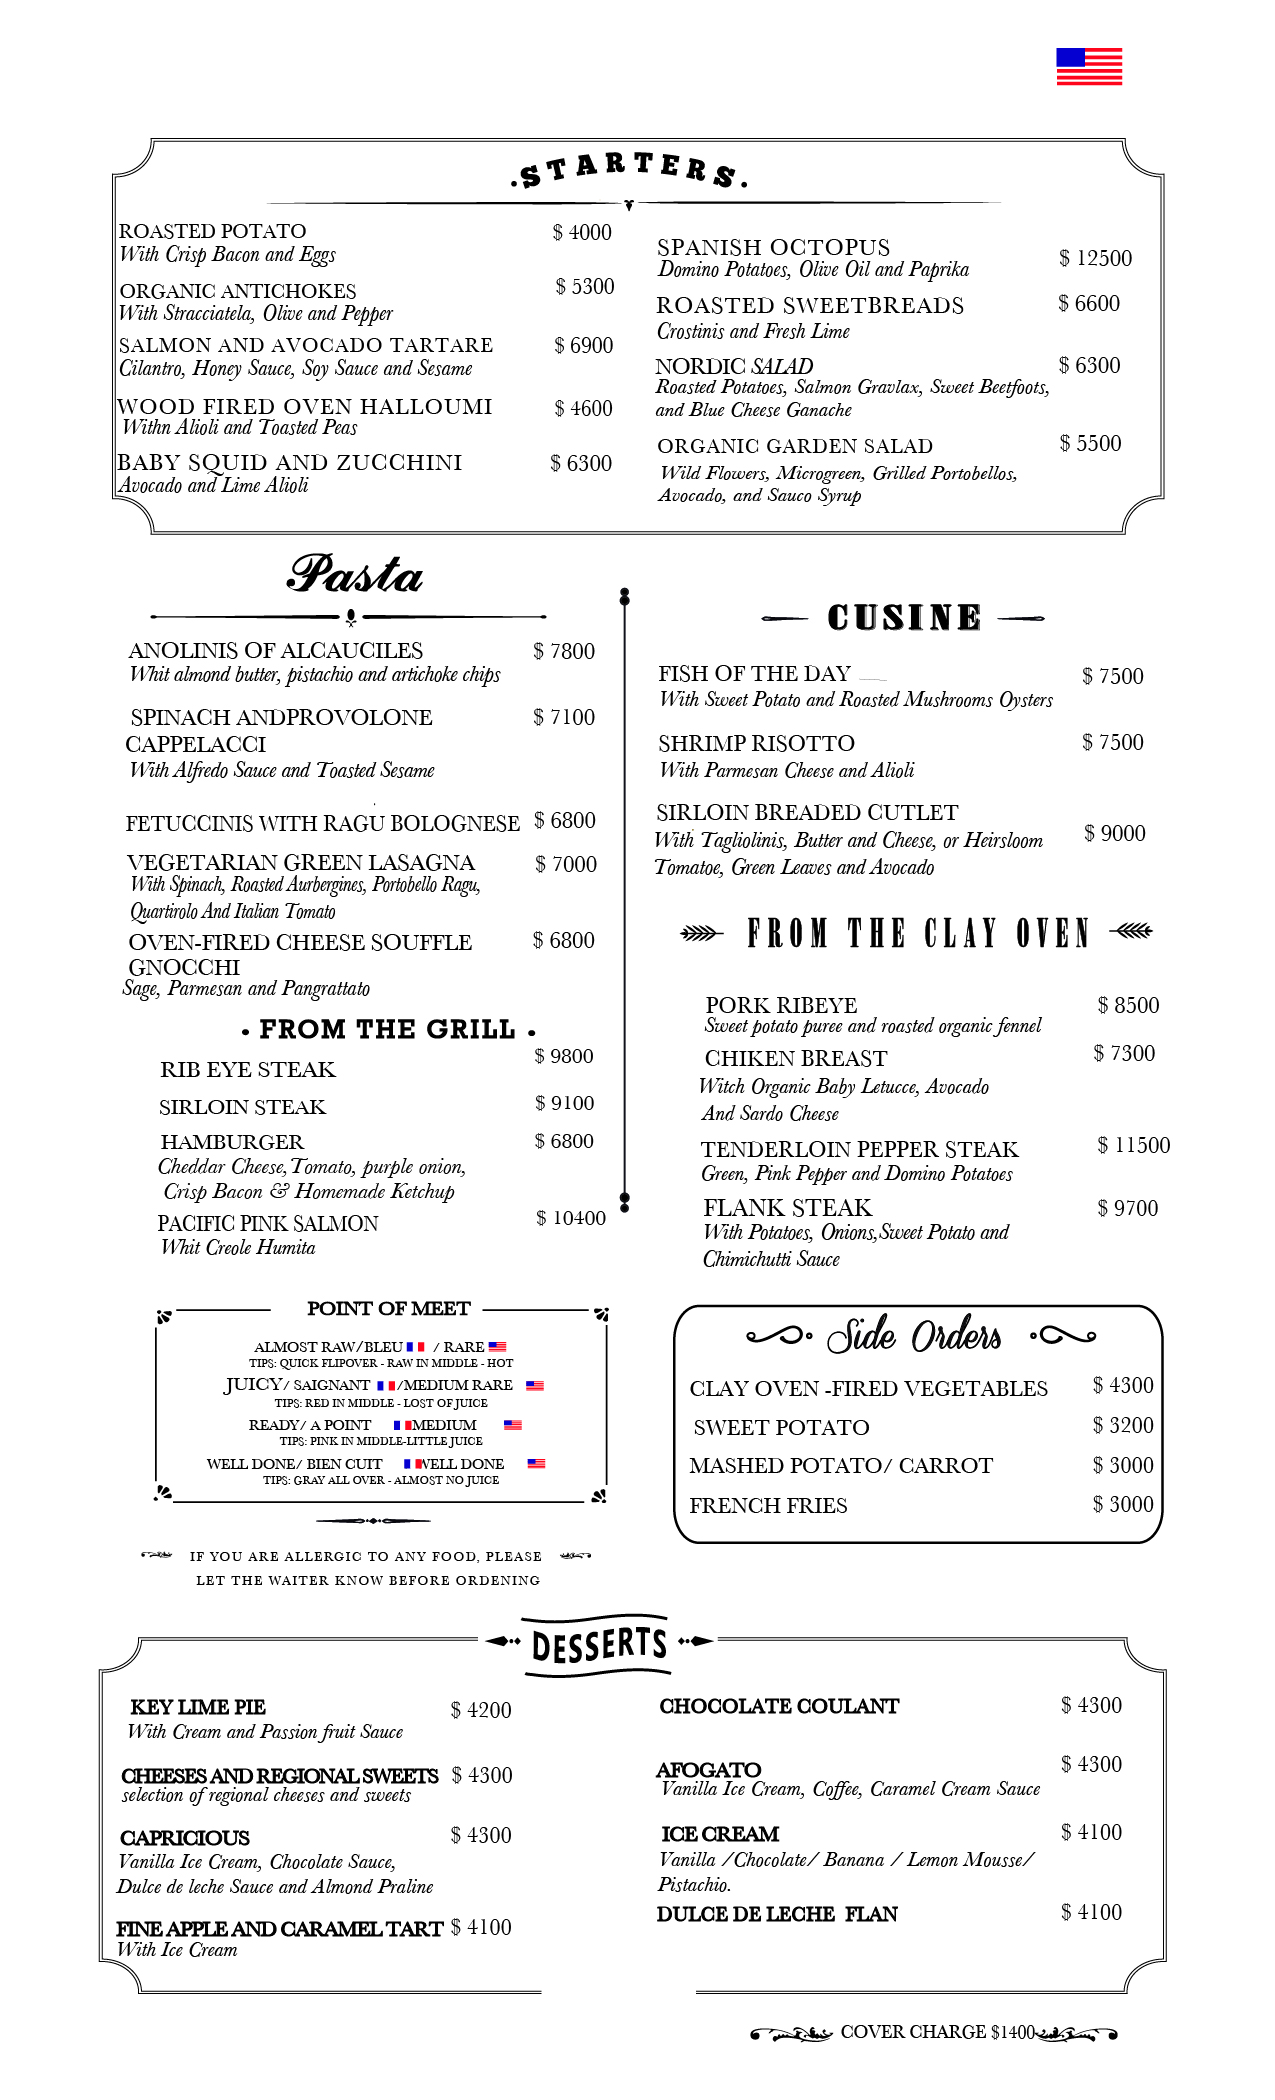 ·STARTERS.
ROASTED POTATO $ 4000
With Crisp Bacon and Eggs
ORGANIC ANTICHOKES $ 5300
With Stracciatela, Olive and Pepper
SALMON AND AVOCADO TARTARE $ 6900
Cilantro, Honey Sauce, Soy Sauce and Sesame
WOOD FIRED OVEN HALLOUMI $ 4600
Withn Alioli and Toasted Peas
BABY SQUID AND ZUCCHINI $ 6300
Avocado and Lime Alioli
SPANISH OCTOPUS $ 12500
Domino Potatoes, Olive Oil and Paprika
ROASTED SWEETBREADS $ 6600
Crostinis and Fresh Lime
NORDIC SALAD $ 6300
Roasted Potatoes, Salmon Gravlax, Sweet Beetfoots,
and Blue Cheese Ganache
ORGANIC GARDEN SALAD $ 5500
Wild Flowers, Microgreen, Grilled Portobellos,
Avocado, and Sauco Syrup
Pasta
ANOLINIS OF ALCAUCILES $ 7800
Whit almond butter, pistachio and artichoke chips
SPINACH ANDPROVOLONE $ 7100
CAPPELACCI
With Alfredo Sauce and Toasted Sesame
FETUCCINIS WITH RAGU BOLOGNESE $ 6800
VEGETARIAN GREEN LASAGNA $ 7000
With Spinach, Roasted Aurbergines, Portobello Ragu,
Quartirolo And Italian Tomato
OVEN-FIRED CHEESE SOUFFLE $ 6800
GNOCCHI
Sage, Parmesan and Pangrattato
· FROM THE GRILL ·
RIB EYE STEAK $ 9800
SIRLOIN STEAK $ 9100
HAMBURGER $ 6800
Cheddar Cheese,Tomato, purple onion,
Crisp Bacon & Homemade Ketchup
PACIFIC PINK SALMON $ 10400
Whit Creole Humita
CUSINE
FISH OF THE DAY $ 7500
With Sweet Potato and Roasted Mushrooms Oysters
SHRIMP RISOTTO $ 7500
With Parmesan Cheese and Alioli
SIRLOIN BREADED CUTLET $ 9000
With Tagliolinis, Butter and Cheese, or Heirsloom
Tomatoe, Green Leaves and Avocado
FROM THE CLAY OVEN
PORK RIBEYE $ 8500
Sweet potato puree and roasted organic fennel
CHIKEN BREAST $ 7300
Witch Organic Baby Letucce, Avocado
And Sardo Cheese
TENDERLOIN PEPPER STEAK $ 11500
Green, Pink Pepper and Domino Potatoes
FLANK STEAK $ 9700
With Potatoes, Onions,Sweet Potato and
Chimichutti Sauce
POINT OF MEET
ALMOST RAW/BLEU / RARE
TIPS: QUICK FLIPOVER - RAW IN MIDDLE - HOT
JUICY/ SAIGNANT /MEDIUM RARE
TIPS: RED IN MIDDLE - LOST OF JUICE
READY/ A POINT MEDIUM
TIPS: PINK IN MIDDLE-LITTLE JUICE
WELL DONE/ BIEN CUIT WELL DONE
TIPS: GRAY ALL OVER - ALMOST NO JUICE
IF YOU ARE ALLERGIC TO ANY FOOD, PLEASE
LET THE WAITER KNOW BEFORE ORDENING
Side Orders
CLAY OVEN -FIRED VEGETABLES $ 4300
SWEET POTATO $ 3200
MASHED POTATO/ CARROT $ 3000
FRENCH FRIES $ 3000
DESSERTS
KEY LIME PIE $ 4200
With Cream and Passion fruit Sauce
CHEESES AND REGIONAL SWEETS $ 4300
selection of regional cheeses and sweets
CAPRICIOUS $ 4300
Vanilla Ice Cream, Chocolate Sauce,
Dulce de leche Sauce and Almond Praline
FINE APPLE AND CARAMEL TART $ 4100
With Ice Cream
CHOCOLATE COULANT $ 4300
AFOGATO $ 4300
Vanilla Ice Cream, Coffee, Caramel Cream Sauce
ICE CREAM $ 4100
Vanilla /Chocolate/ Banana / Lemon Mousse/
Pistachio.
DULCE DE LECHE FLAN $ 4100
COVER CHARGE $1400